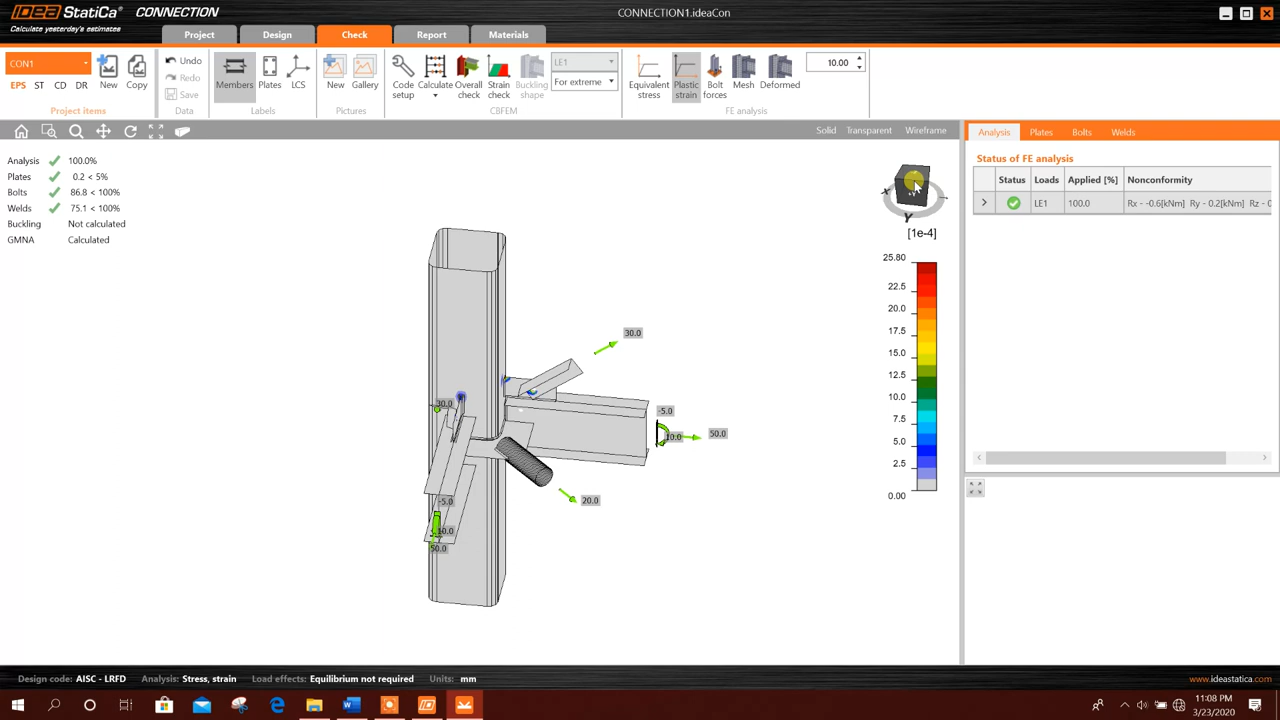 IDEA StatiCa® CONNECTION
Calculate yesterday's estimates
CONNECTION1.ideaCon
Project Design Check Report Materials
CON1
EPS ST CD DR
New Copy
Project items
Undo
Redo
Save
Data
Members Plates LCS
Labels
New Gallery
Pictures
Code setup
Calculate
Overall check
Strain check
Buckling shape
LE1
For extreme
CBFEM
Equivalent stress
Plastic strain
Bolt forces
Mesh
Deformed
10.00
FE analysis
Solid Transparent Wireframe
Analysis 100.0%
Plates 0.2 < 5%
Bolts 86.8 < 100%
Welds 75.1 < 100%
Buckling Not calculated
GMNA Calculated
X
+Y
Y
[1e-4]
25.80
22.5
20.0
17.5
15.0
12.5
10.0
7.5
5.0
2.5
0.00
30.0
30.0
-5.0
10.0
50.0
20.0
-5.0
10.0
50.0
Analysis Plates Bolts Welds
Status of FE analysis
Status Loads Applied [%] Nonconformity
LE1 100.0 Rx - -0.6[kNm] Ry - 0.2[kNm] Rz - 0
Design code: AISC - LRFD Analysis: Stress, strain Load effects: Equilibrium not required Units: mm
www.ideastatica.com
11:08 PM
3/23/2020